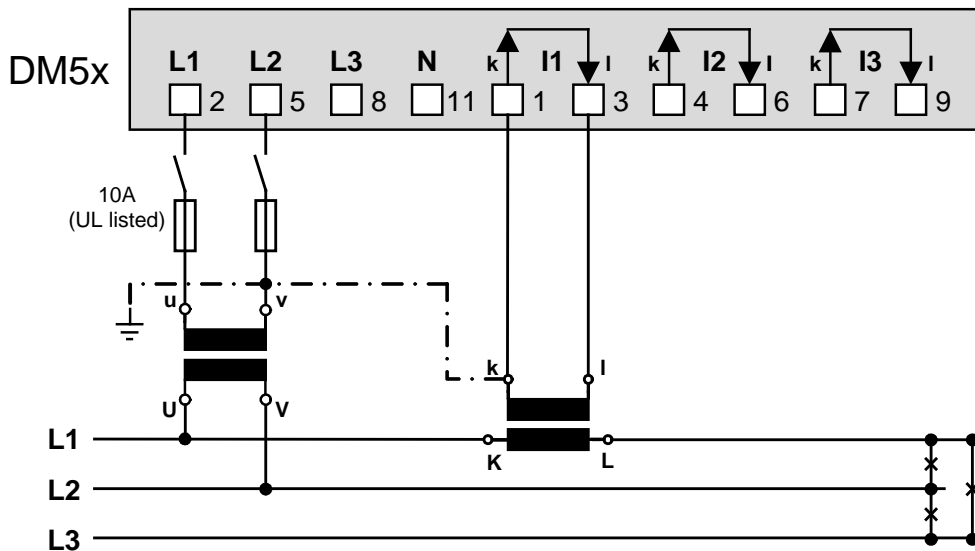 L1 L2 L3 N k I1 l k I2 l k I3 l
DM5x
2 5 8 11 1 3 4 6 7 9
10A
(UL listed)
u v
k l
U V
L1
K L
L2
L3